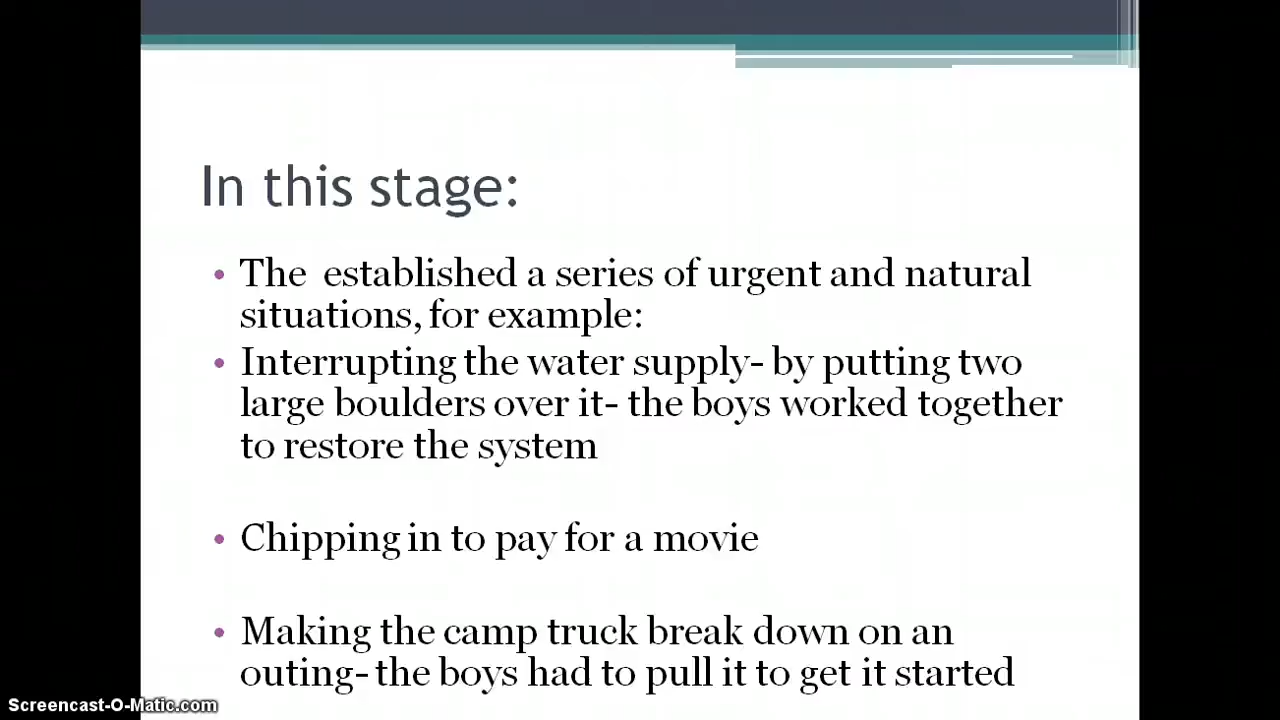 In this stage:
• The  established a series of urgent and natural
situations, for example:
• Interrupting the water supply- by putting two
large boulders over it- the boys worked together
to restore the system
• Chipping in to pay for a movie
• Making the camp truck break down on an
outing- the boys had to pull it to get it started
Screencast-O-Matic.com